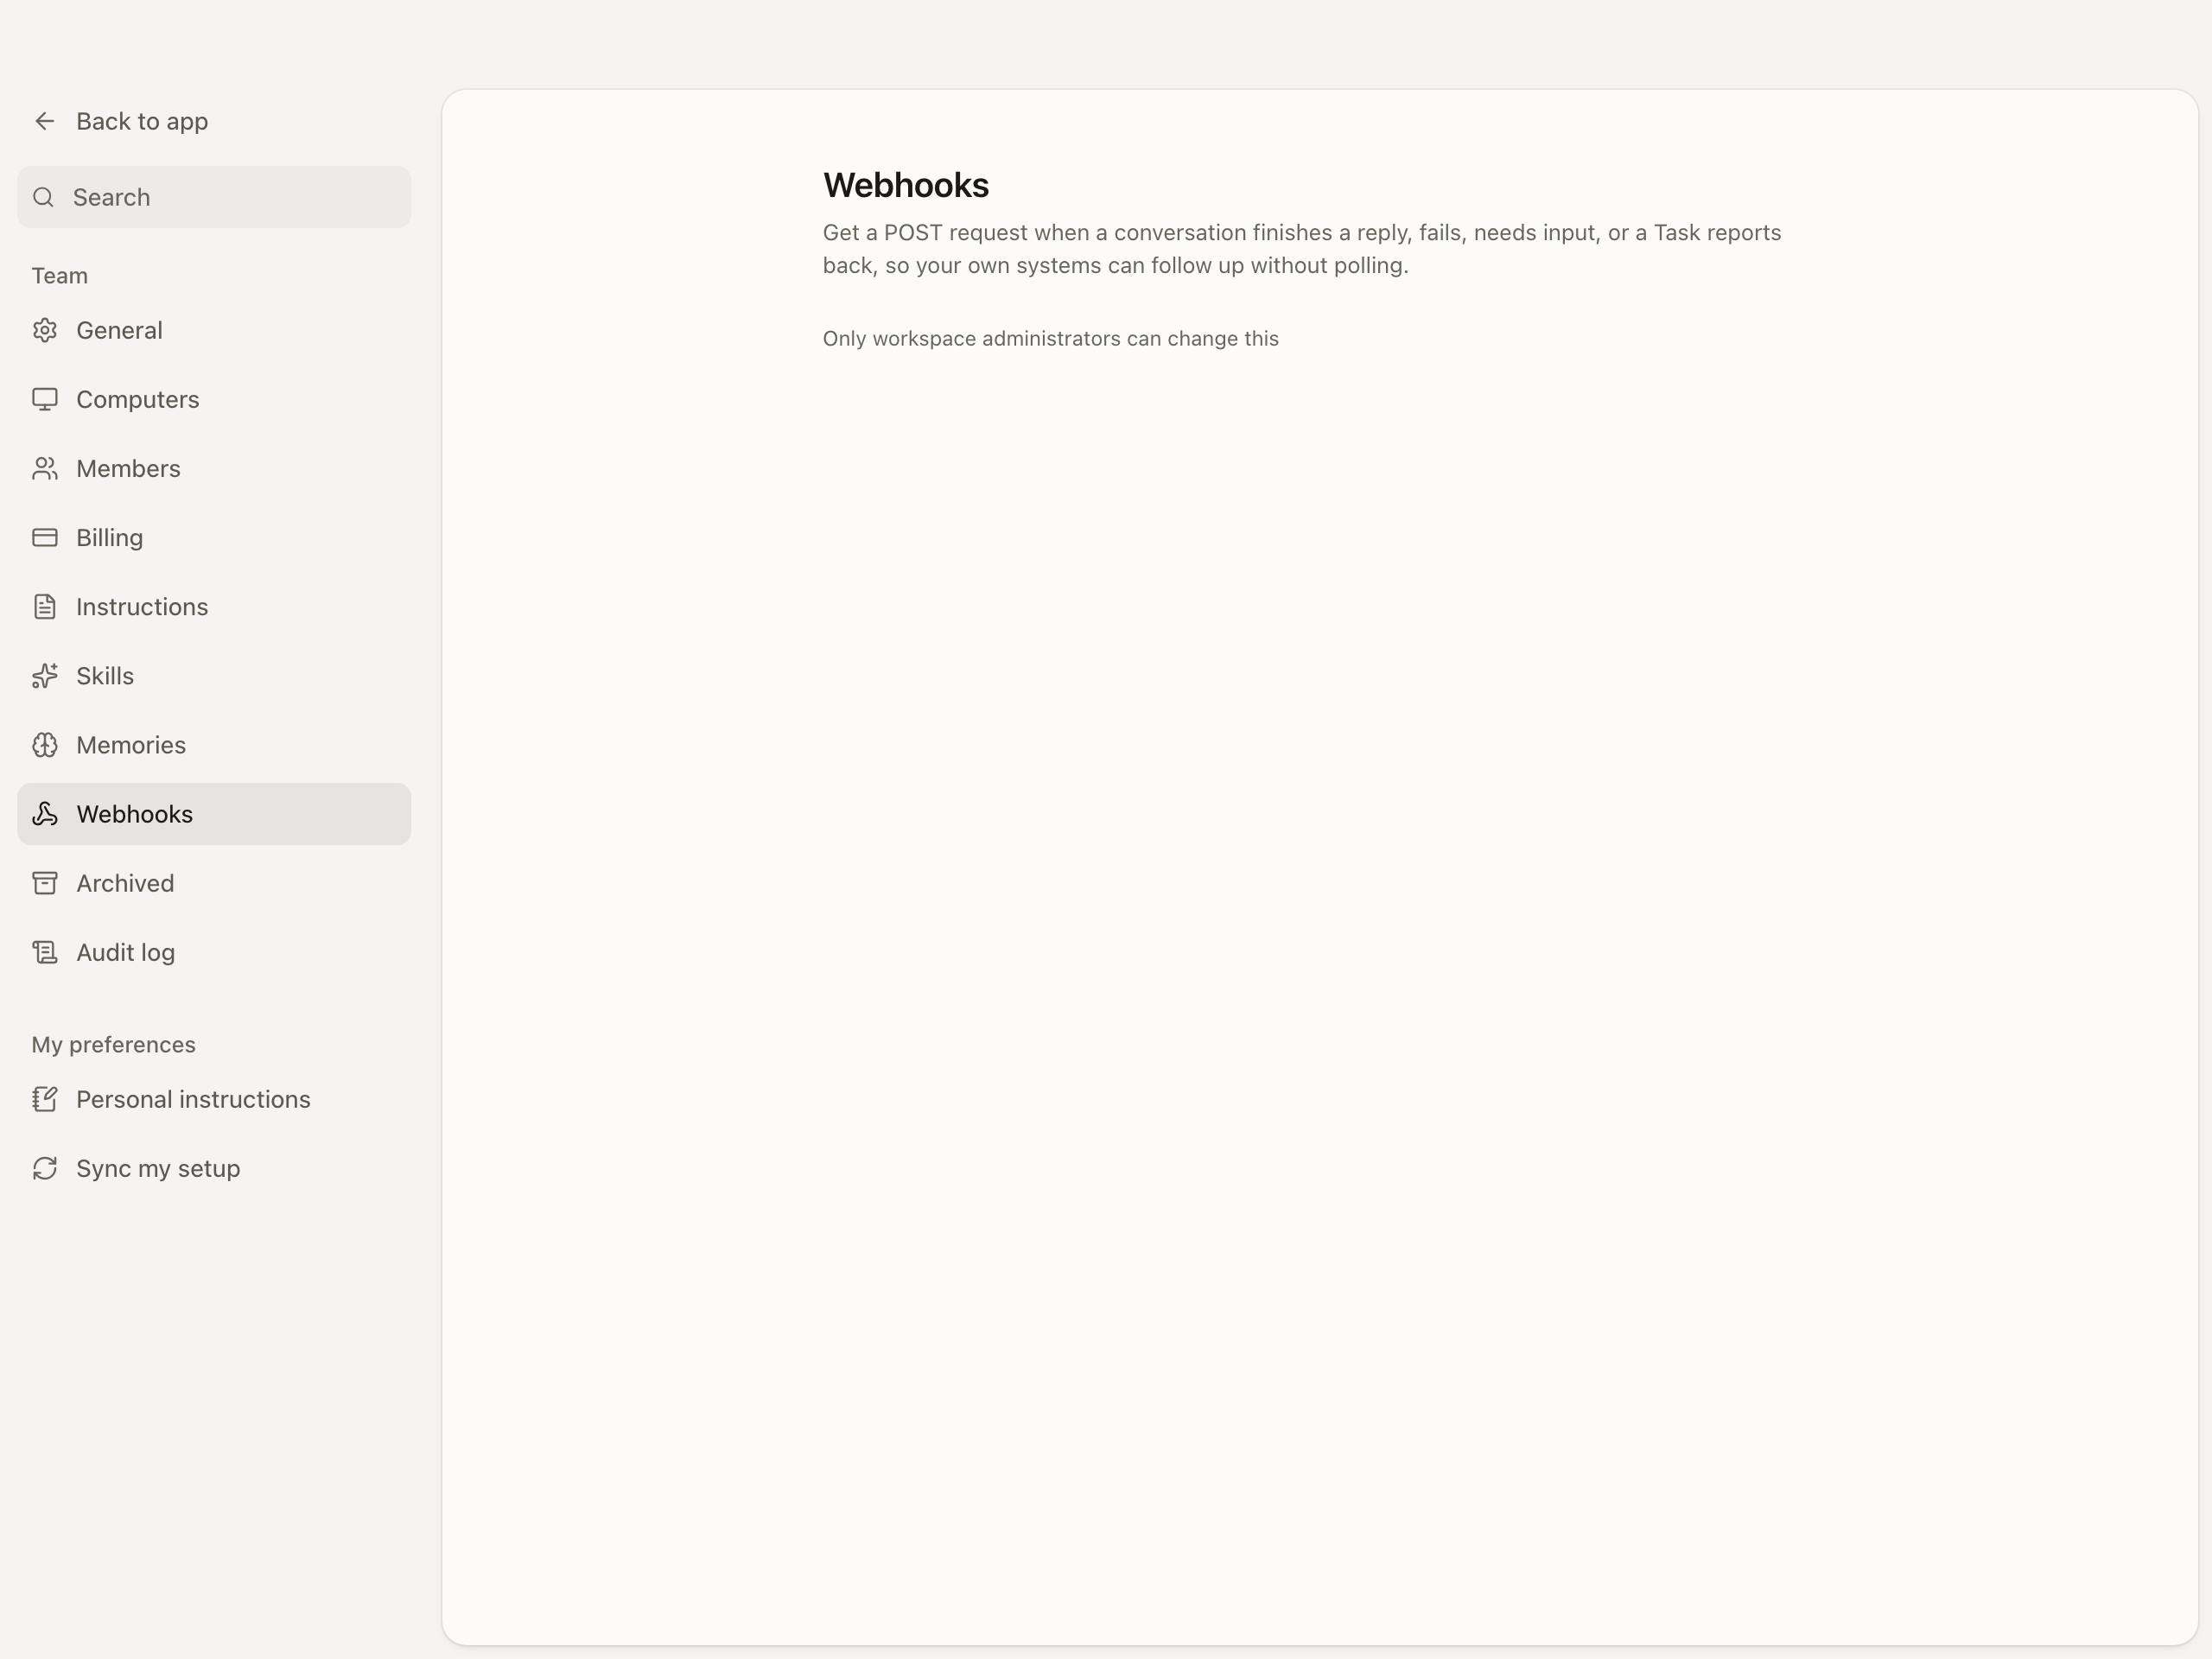 Back to app
Search
Team
General
Computers
Members
Billing
Instructions
Skills
Memories
Webhooks
Archived
Audit log
My preferences
Personal instructions
Sync my setup
Webhooks
Get a POST request when a conversation finishes a reply, fails, needs input, or a Task reports
back, so your own systems can follow up without polling.
Only workspace administrators can change this